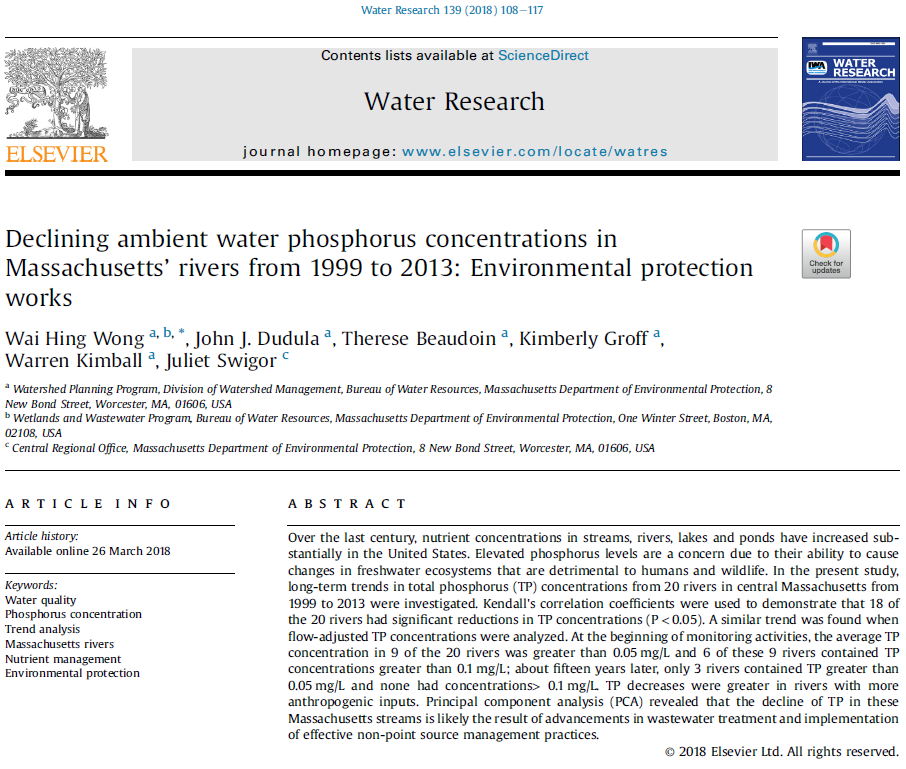 Water Research 139 (2018) 108–117
Contents lists available at ScienceDirect
Water Research
journal homepage: www.elsevier.com/locate/watres
ELSEVIER
IWA
WATER
RESEARCH
Declining ambient water phosphorus concentrations in
Massachusetts' rivers from 1999 to 2013: Environmental protection
works
Check for
updates
Wai Hing Wong a, b, *, John J. Dudula a, Therese Beaudoin a, Kimberly Groff a,
Warren Kimball a, Juliet Swigor c
a Watershed Planning Program, Division of Watershed Management, Bureau of Water Resources, Massachusetts Department of Environmental Protection, 8
New Bond Street, Worcester, MA, 01606, USA
b Wetlands and Wastewater Program, Bureau of Water Resources, Massachusetts Department of Environmental Protection, One Winter Street, Boston, MA,
02108, USA
c Central Regional Office, Massachusetts Department of Environmental Protection, 8 New Bond Street, Worcester, MA, 01606, USA
ARTICLE INFO
Article history:
Available online 26 March 2018
Keywords:
Water quality
Phosphorus concentration
Trend analysis
Massachusetts rivers
Nutrient management
Environmental protection
ABSTRACT
Over the last century, nutrient concentrations in streams, rivers, lakes and ponds have increased sub-
stantially in the United States. Elevated phosphorus levels are a concern due to their ability to cause
changes in freshwater ecosystems that are detrimental to humans and wildlife. In the present study,
long-term trends in total phosphorus (TP) concentrations from 20 rivers in central Massachusetts from
1999 to 2013 were investigated. Kendall's correlation coefficients were used to demonstrate that 18 of
the 20 rivers had significant reductions in TP concentrations (P < 0.05). A similar trend was found when
flow-adjusted TP concentrations were analyzed. At the beginning of monitoring activities, the average TP
concentration in 9 of the 20 rivers was greater than 0.05 mg/L and 6 of these 9 rivers contained TP
concentrations greater than 0.1 mg/L; about fifteen years later, only 3 rivers contained TP greater than
0.05 mg/L and none had concentrations> 0.1 mg/L. TP decreases were greater in rivers with more
anthropogenic inputs. Principal component analysis (PCA) revealed that the decline of TP in these
Massachusetts streams is likely the result of advancements in wastewater treatment and implementation
of effective non-point source management practices.
© 2018 Elsevier Ltd. All rights reserved.